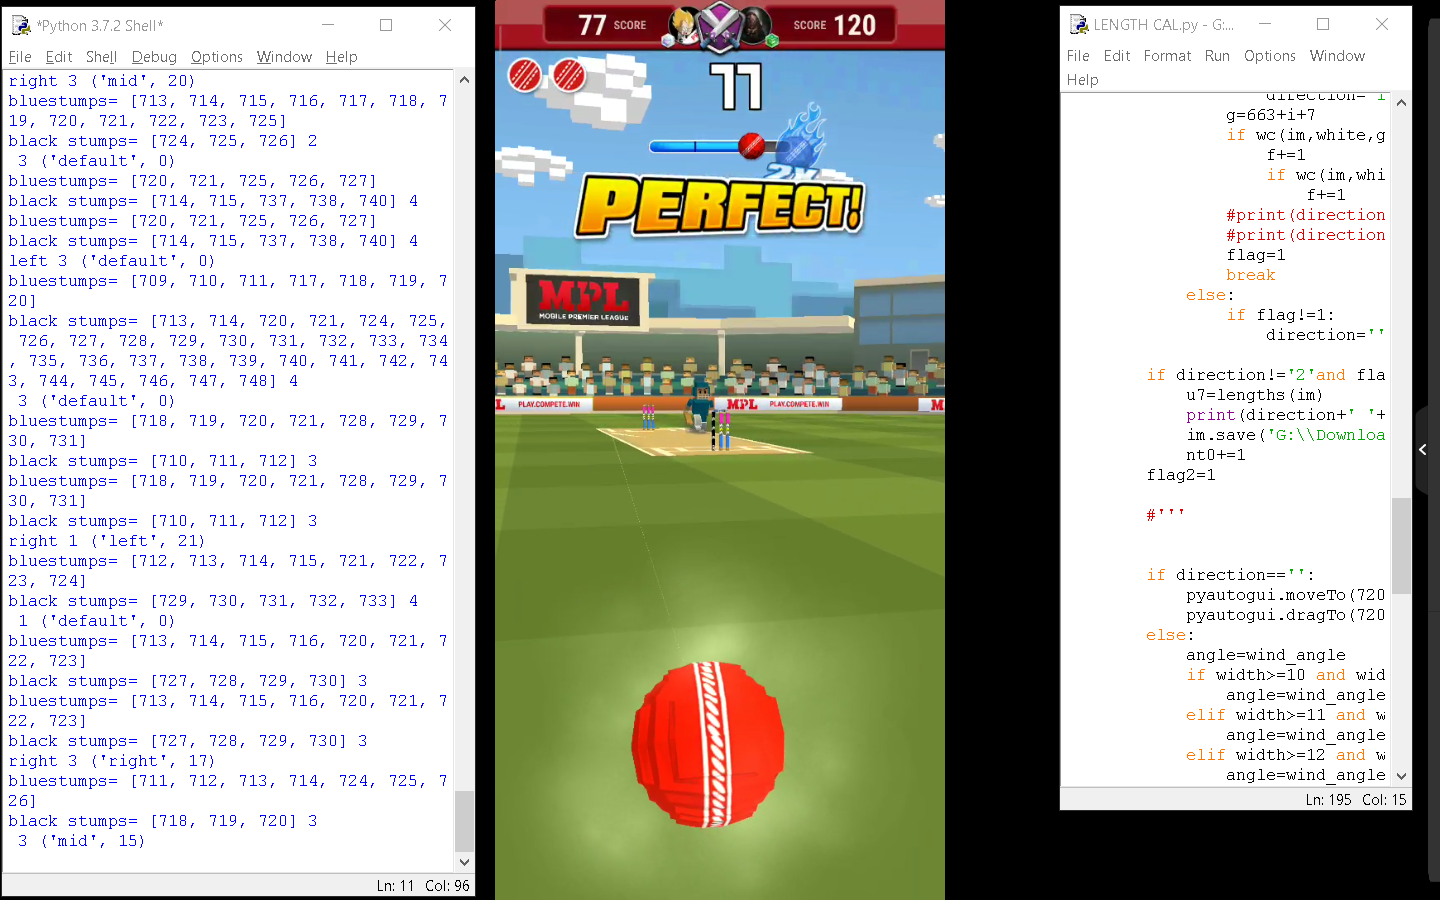 *Python 3.7.2 Shell*
File Edit Shell Debug Options Window Help
right 3 ('mid', 20)
bluestumps= [713, 714, 715, 716, 717, 718, 7
19, 720, 721, 722, 723, 725]
black stumps= [724, 725, 726] 2
 3 ('default', 0)
bluestumps= [720, 721, 725, 726, 727]
black stumps= [714, 715, 737, 738, 740] 4
bluestumps= [720, 721, 725, 726, 727]
black stumps= [714, 715, 737, 738, 740] 4
left 3 ('default', 0)
bluestumps= [709, 710, 711, 717, 718, 719, 7
20]
black stumps= [713, 714, 720, 721, 724, 725,
 726, 727, 728, 729, 730, 731, 732, 733, 734
, 735, 736, 737, 738, 739, 740, 741, 742, 74
3, 744, 745, 746, 747, 748] 4
 3 ('default', 0)
bluestumps= [718, 719, 720, 721, 728, 729, 7
30, 731]
black stumps= [710, 711, 712] 3
bluestumps= [718, 719, 720, 721, 728, 729, 7
30, 731]
black stumps= [710, 711, 712] 3
right 1 ('left', 21)
bluestumps= [712, 713, 714, 715, 721, 722, 7
23, 724]
black stumps= [729, 730, 731, 732, 733] 4
 1 ('default', 0)
bluestumps= [713, 714, 715, 716, 720, 721, 7
22, 723]
black stumps= [727, 728, 729, 730] 3
bluestumps= [713, 714, 715, 716, 720, 721, 7
22, 723]
black stumps= [727, 728, 729, 730] 3
right 3 ('right', 17)
bluestumps= [711, 712, 713, 714, 724, 725, 7
26]
black stumps= [718, 719, 720] 3
 3 ('mid', 15)
Ln: 11 Col: 96
77 SCORE
SCORE 120
11
2X
PERFECT!
MPL
MOBILE PREMIER LEAGUE
MPL PLAY.COMPETE.WIN MPL PLAY.COMPETE.WIN M
LENGTH CAL.py - G:...
File Edit Format Run Options Window
Help
direction='i
g=663+i+7
if wc(im,white,g
f+=1
if wc(im,whi
f+=1
#print(direction
#print(direction
flag=1
break
else:
if flag!=1:
direction=''
if direction!='2'and fla
u7=lengths(im)
print(direction+' '+
im.save('G:\\Downloa
nt0+=1
flag2=1
#'''
if direction=='':
pyautogui.moveTo(720
pyautogui.dragTo(720
else:
angle=wind_angle
if width>=10 and wid
angle=wind_angle
elif width>=11 and w
angle=wind_angle
elif width>=12 and w
angle=wind_angle
Ln: 195 Col: 15